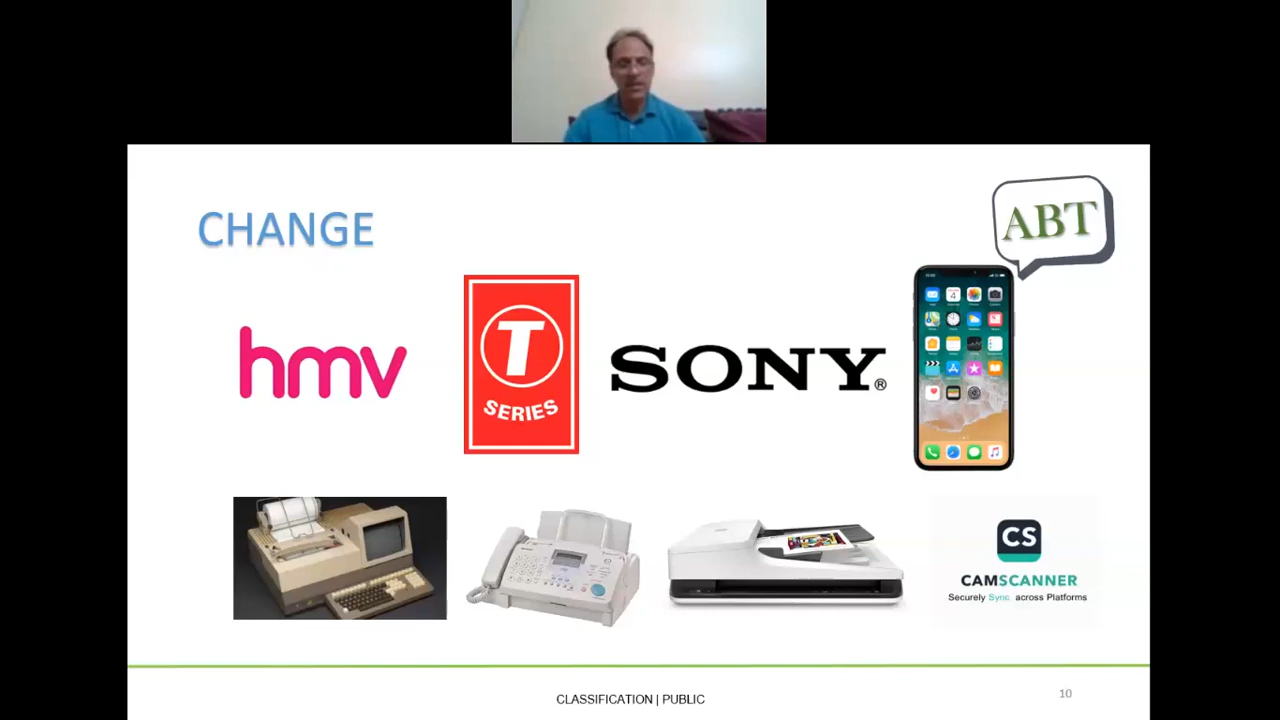 CHANGE
ABT
hmv
T
SERIES
SONY®
CS
CAMSCANNER
Securely Sync across Platforms
CLASSIFICATION | PUBLIC
10